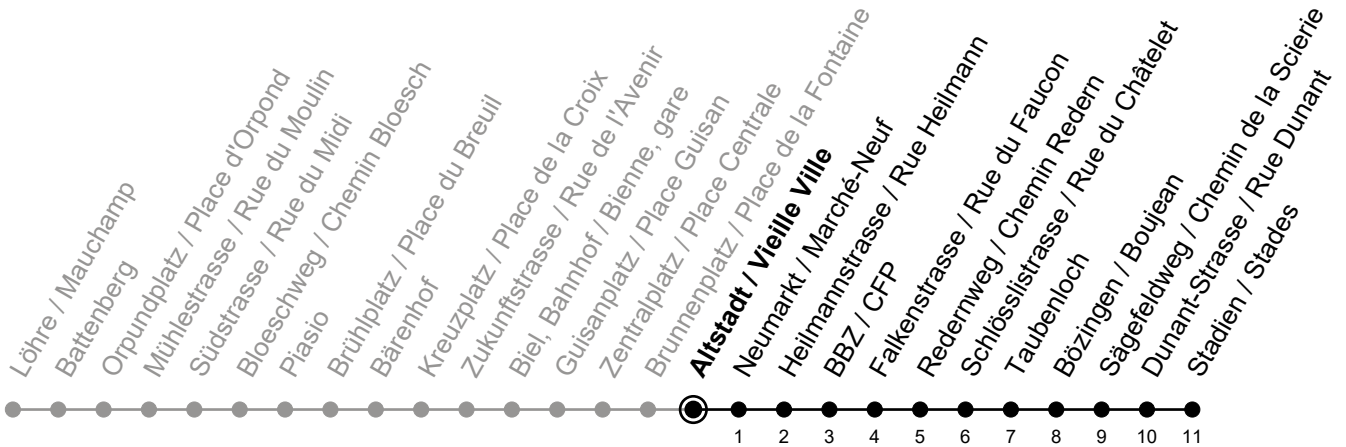 Löhre / Mauchamp
Battenberg
Orpundplatz / Place d'Orpond
Mühlestrasse / Rue du Moulin
Südstrasse / Rue du Midi
Bloeschweg / Chemin Bloesch
Piasio
Brühlplatz / Place du Breuil
Bärenhof
Kreuzplatz / Place de la Croix
Zukunftstrasse / Rue de l'Avenir
Biel, Bahnhof / Bienne, gare
Guisanplatz / Place Guisan
Zentralplatz / Place Centrale
Brunnenplatz / Place de la Fontaine
Altstadt / Vieille Ville
Neumarkt / Marché-Neuf
Heilmannstrasse / Rue Heilmann
BBZ / CFP
Falkenstrasse / Rue du Faucon
Redernweg / Chemin Redern
Schlösslistrasse / Rue du Châtelet
Taubenloch
Bözingen / Boujean
Sägefeldweg / Chemin de la Scierie
Dunant-Strasse / Rue Dunant
Stadien / Stades
1 2 3 4 5 6 7 8 9 10 11